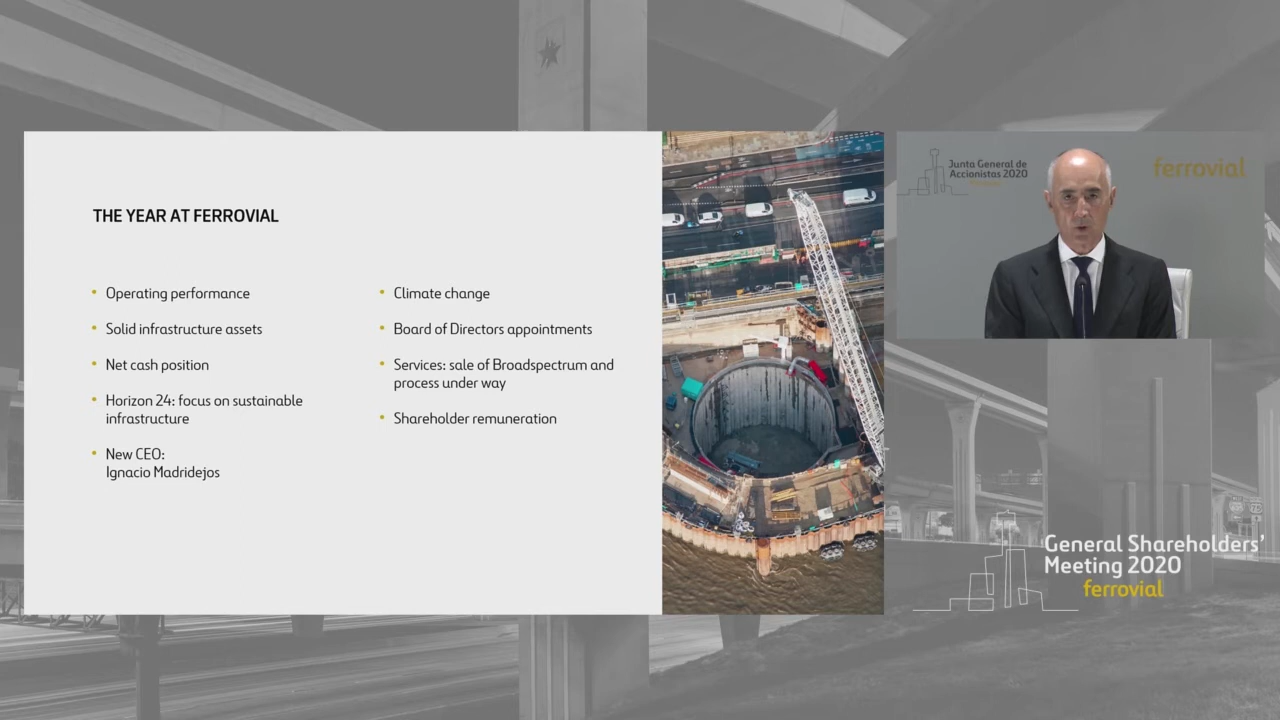 THE YEAR AT FERROVIAL
• Operating performance
• Solid infrastructure assets
• Net cash position
• Horizon 24: focus on sustainable
infrastructure
• New CEO:
Ignacio Madridejos
• Climate change
• Board of Directors appointments
• Services: sale of Broadspectrum and
process under way
• Shareholder remuneration
Junta General de
Accionistas 2020
ferrovial
General Shareholders'
Meeting 2020
ferrovial